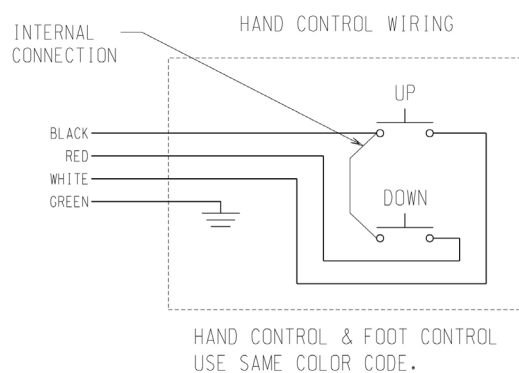 HAND CONTROL WIRING
INTERNAL
CONNECTION
UP
BLACK
RED
WHITE
GREEN
DOWN
HAND CONTROL & FOOT CONTROL
USE SAME COLOR CODE.